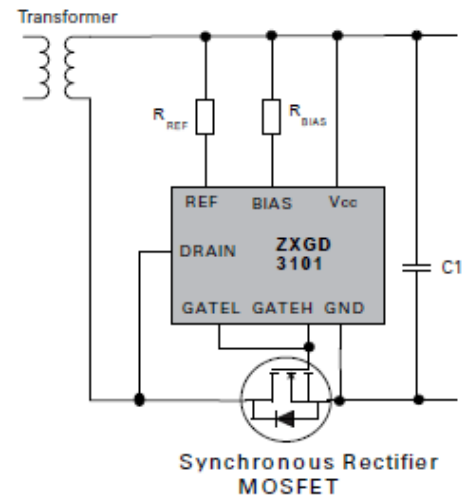 Transformer
R REF
R BIAS
REF BIAS Vcc
DRAIN ZXGD
3101
C1
GATEL GATEH GND
Synchronous Rectifier
MOSFET